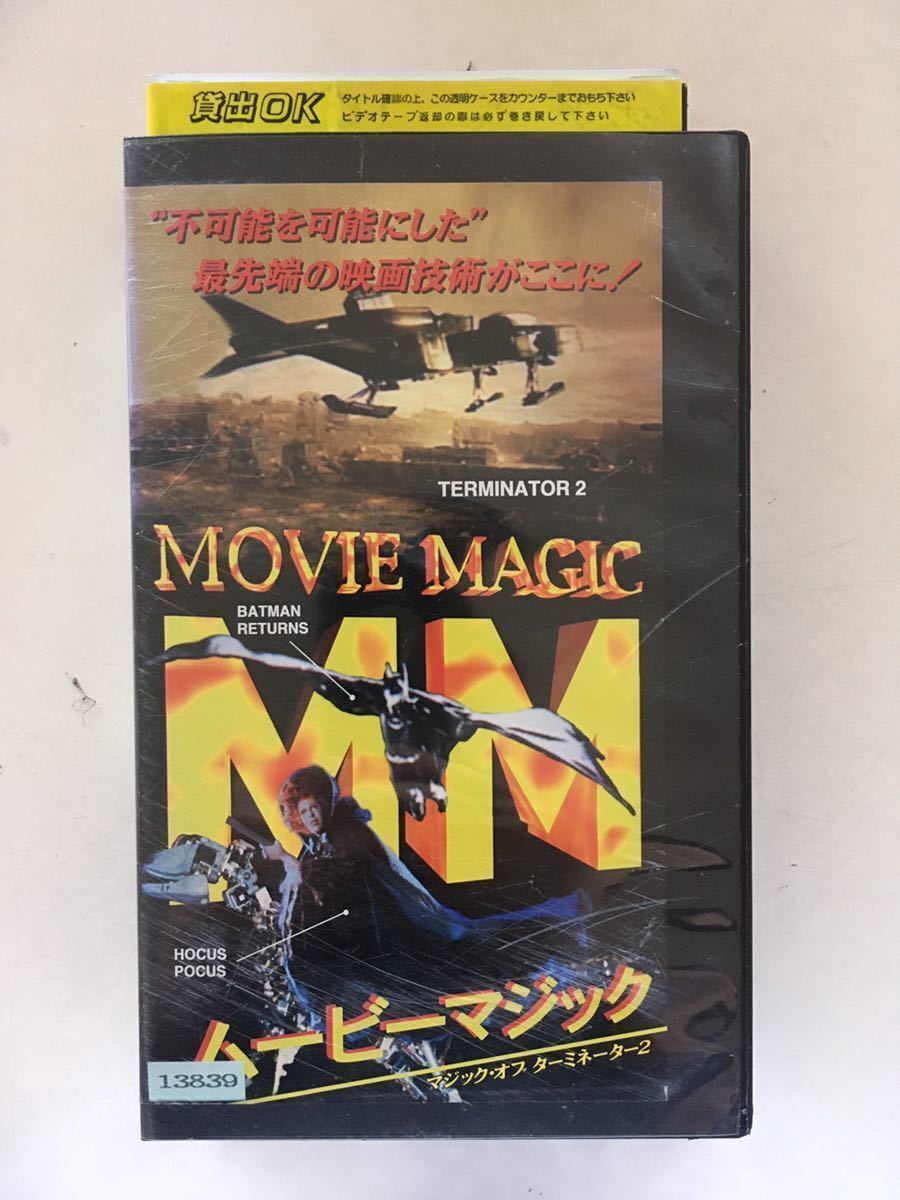 貸出OK
タイトル確認の上、この透明ケースをカウンターまでおもち下さい
ビデオテープ返却の際は必ず巻き戻して下さい
“不可能を可能にした”
最先端の映画技術がここに!
TERMINATOR 2
MOVIE MAGIC
BATMAN
RETURNS
MM
HOCUS
POCUS
ムービーマジック
マジック・オブ ターミネーター2
13839